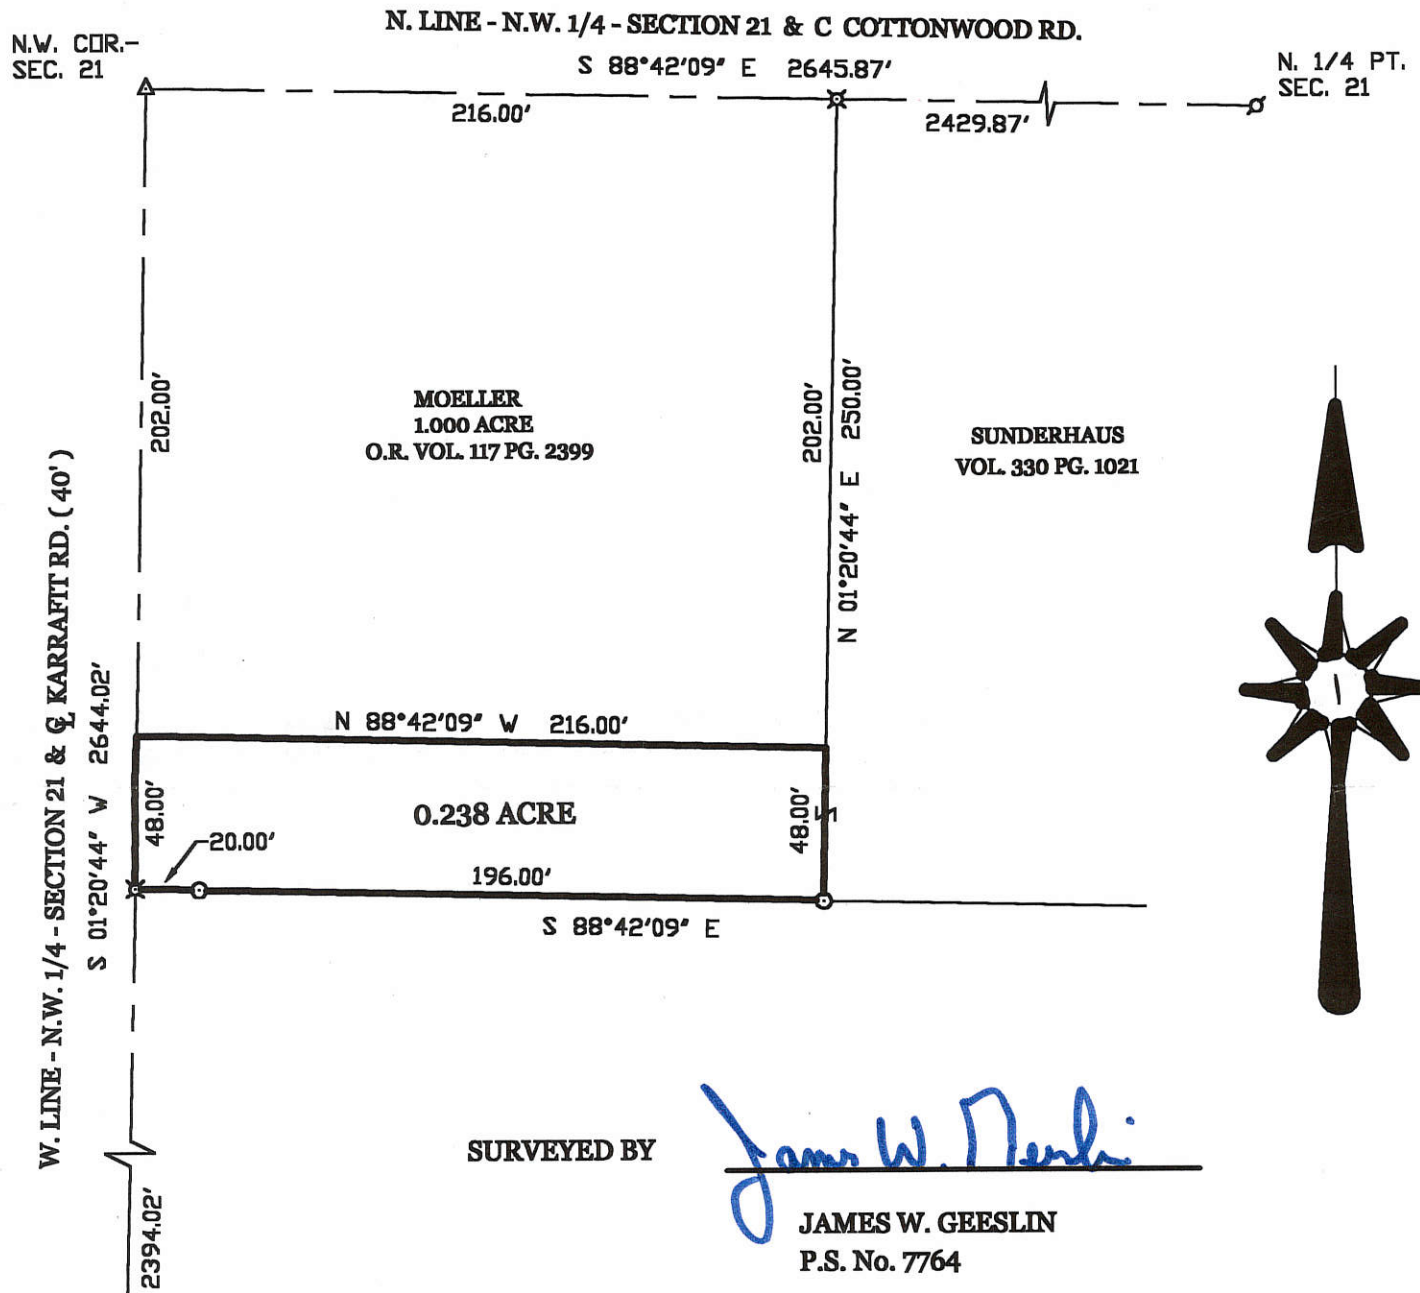 N. LINE - N.W. 1/4 - SECTION 21 & C COTTONWOOD RD.
N.W. COR.-
SEC. 21
S 88°42'09" E 2645.87'
N. 1/4 PT.
SEC. 21
216.00'
2429.87'
202.00'
MOELLER
1.000 ACRE
O.R. VOL. 117 PG. 2399
202.00'
N 01°20'44" E 250.00'
SUNDERHAUS
VOL. 330 PG. 1021
W. LINE - N.W. 1/4 - SECTION 21 & ℄ KARRAFIT RD. (40')
S 01°20'44" W 2644.02'
N 88°42'09" W 216.00'
48.00'
0.238 ACRE
48.00'
20.00'
196.00'
S 88°42'09" E
2394.02'
SURVEYED BY
James W. Geeslin
JAMES W. GEESLIN
P.S. No. 7764